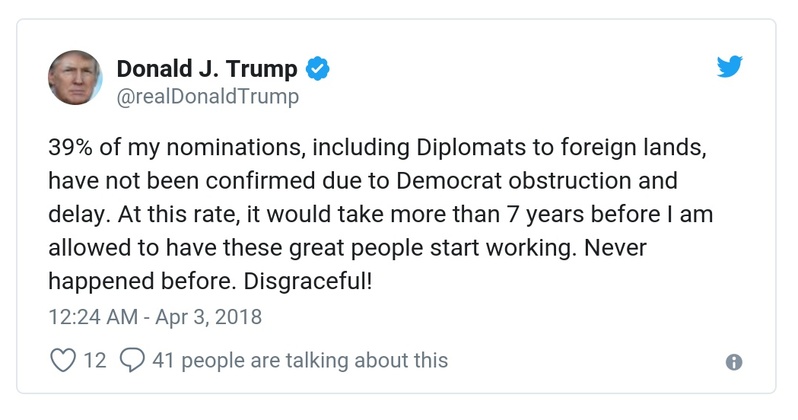 Donald J. Trump
@realDonaldTrump
39% of my nominations, including Diplomats to foreign lands,
have not been confirmed due to Democrat obstruction and
delay. At this rate, it would take more than 7 years before I am
allowed to have these great people start working. Never
happened before. Disgraceful!
12:24 AM - Apr 3, 2018
12 41 people are talking about this